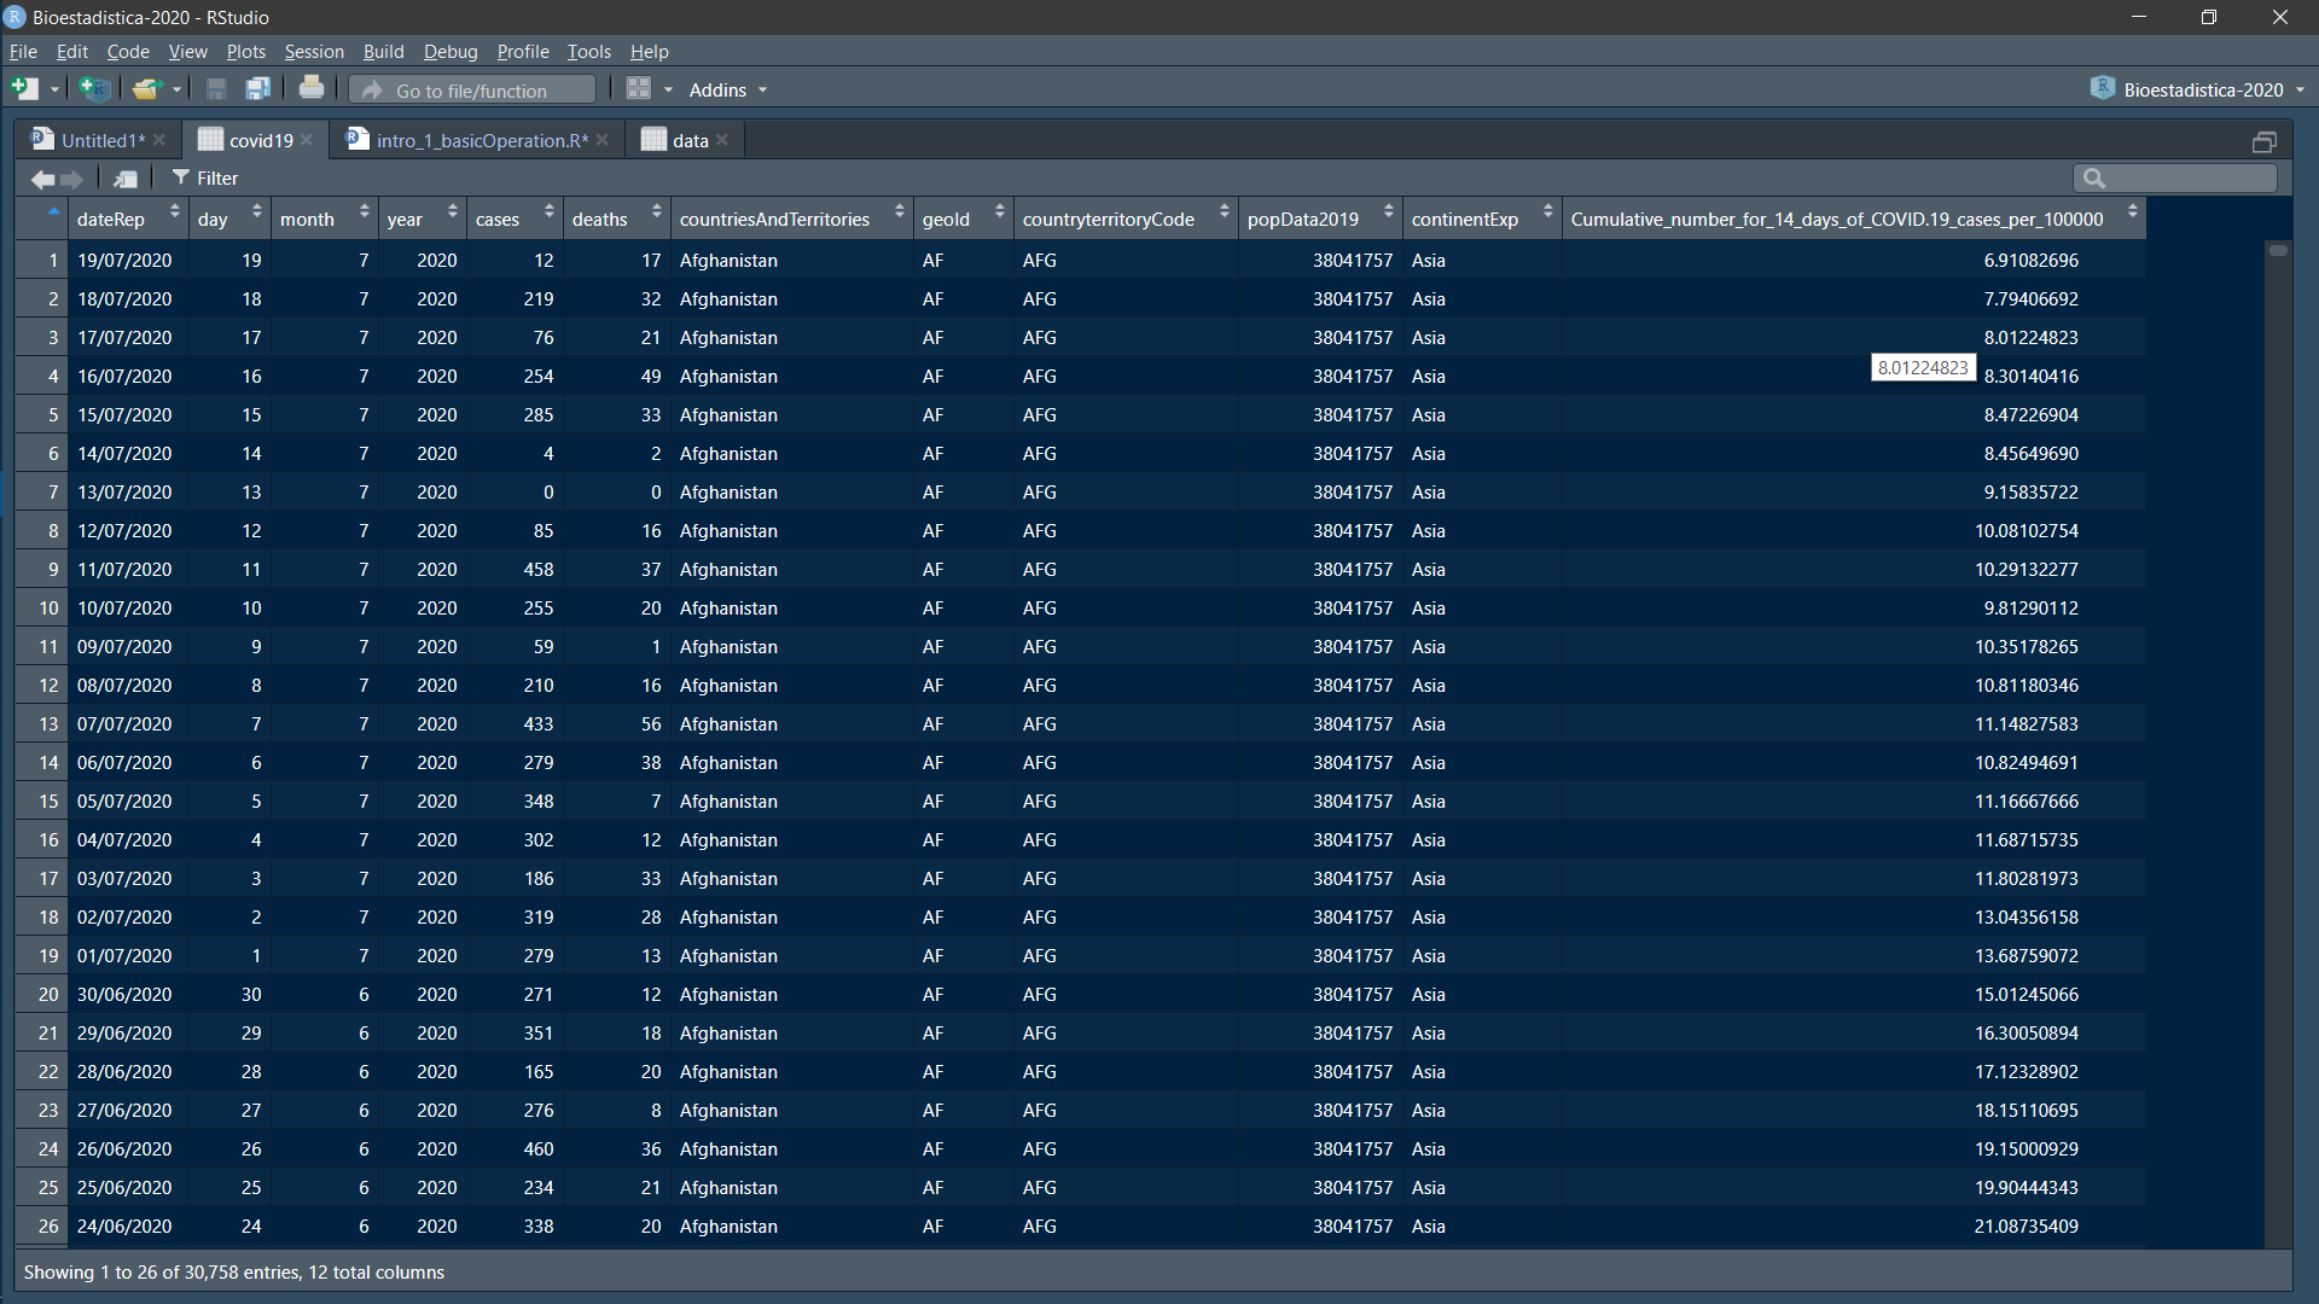 Bioestadistica-2020 - RStudio
File Edit Code View Plots Session Build Debug Profile Tools Help
Go to file/function Addins Bioestadistica-2020
Untitled1* covid19 intro_1_basicOperation.R* data
Filter
dateRep day month year cases deaths countriesAndTerritories geoId countryterritoryCode popData2019 continentExp Cumulative_number_for_14_days_of_COVID.19_cases_per_100000
1 19/07/2020 19 7 2020 12 17 Afghanistan AF AFG 38041757 Asia 6.91082696
2 18/07/2020 18 7 2020 219 32 Afghanistan AF AFG 38041757 Asia 7.79406692
3 17/07/2020 17 7 2020 76 21 Afghanistan AF AFG 38041757 Asia 8.01224823
8.01224823
4 16/07/2020 16 7 2020 254 49 Afghanistan AF AFG 38041757 Asia 8.30140416
5 15/07/2020 15 7 2020 285 33 Afghanistan AF AFG 38041757 Asia 8.47226904
6 14/07/2020 14 7 2020 4 2 Afghanistan AF AFG 38041757 Asia 8.45649690
7 13/07/2020 13 7 2020 0 0 Afghanistan AF AFG 38041757 Asia 9.15835722
8 12/07/2020 12 7 2020 85 16 Afghanistan AF AFG 38041757 Asia 10.08102754
9 11/07/2020 11 7 2020 458 37 Afghanistan AF AFG 38041757 Asia 10.29132277
10 10/07/2020 10 7 2020 255 20 Afghanistan AF AFG 38041757 Asia 9.81290112
11 09/07/2020 9 7 2020 59 1 Afghanistan AF AFG 38041757 Asia 10.35178265
12 08/07/2020 8 7 2020 210 16 Afghanistan AF AFG 38041757 Asia 10.81180346
13 07/07/2020 7 7 2020 433 56 Afghanistan AF AFG 38041757 Asia 11.14827583
14 06/07/2020 6 7 2020 279 38 Afghanistan AF AFG 38041757 Asia 10.82494691
15 05/07/2020 5 7 2020 348 7 Afghanistan AF AFG 38041757 Asia 11.16667666
16 04/07/2020 4 7 2020 302 12 Afghanistan AF AFG 38041757 Asia 11.68715735
17 03/07/2020 3 7 2020 186 33 Afghanistan AF AFG 38041757 Asia 11.80281973
18 02/07/2020 2 7 2020 319 28 Afghanistan AF AFG 38041757 Asia 13.04356158
19 01/07/2020 1 7 2020 279 13 Afghanistan AF AFG 38041757 Asia 13.68759072
20 30/06/2020 30 6 2020 271 12 Afghanistan AF AFG 38041757 Asia 15.01245066
21 29/06/2020 29 6 2020 351 18 Afghanistan AF AFG 38041757 Asia 16.30050894
22 28/06/2020 28 6 2020 165 20 Afghanistan AF AFG 38041757 Asia 17.12328902
23 27/06/2020 27 6 2020 276 8 Afghanistan AF AFG 38041757 Asia 18.15110695
24 26/06/2020 26 6 2020 460 36 Afghanistan AF AFG 38041757 Asia 19.15000929
25 25/06/2020 25 6 2020 234 21 Afghanistan AF AFG 38041757 Asia 19.90444343
26 24/06/2020 24 6 2020 338 20 Afghanistan AF AFG 38041757 Asia 21.08735409
Showing 1 to 26 of 30,758 entries, 12 total columns